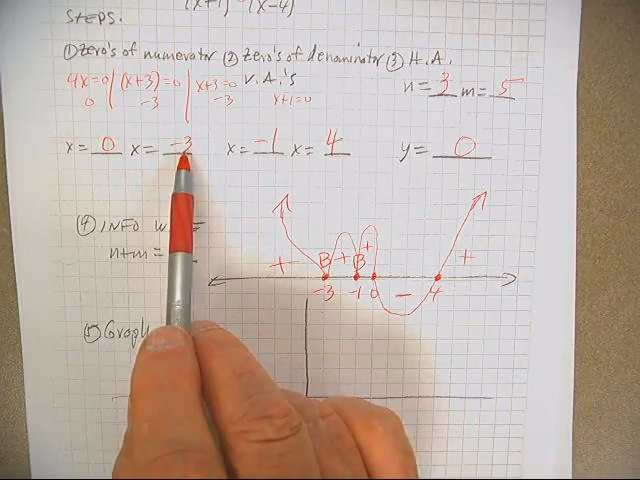 (x+1) (x-4)
STEPS.
① Zero's of numerator ② Zero's of denominator ③ H.A.
4x=0 | (x+3)=0 | x+3=0 V.A.'s n= 3 m= 5
0 -3 -3 x+1=0
x= 0 x= -3 x= -1 x= 4 y= 0
④ INFO W
n+m =
+ B + B + - +
-3 -1 0 4
⑤ Graph